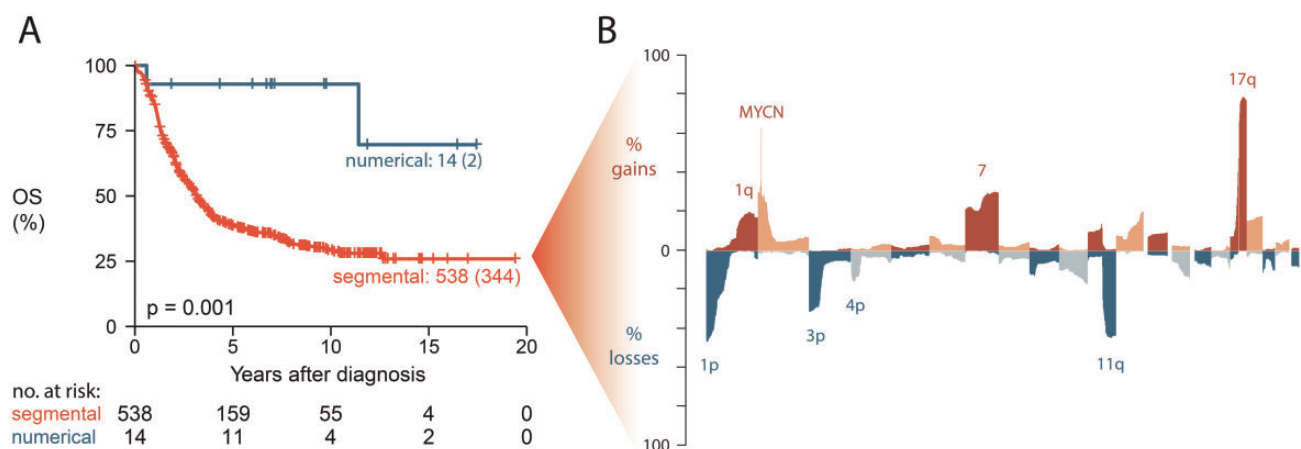 A
100
75
OS
(%)
50
25
0
numerical: 14 (2)
segmental: 538 (344)
p = 0.001
0 5 10 15 20
Years after diagnosis
no. at risk:
segmental 538 159 55 4 0
numerical 14 11 4 2 0
B
100
%
gains
0
%
losses
100
MYCN
17q
1q
7
1p
3p
4p
11q